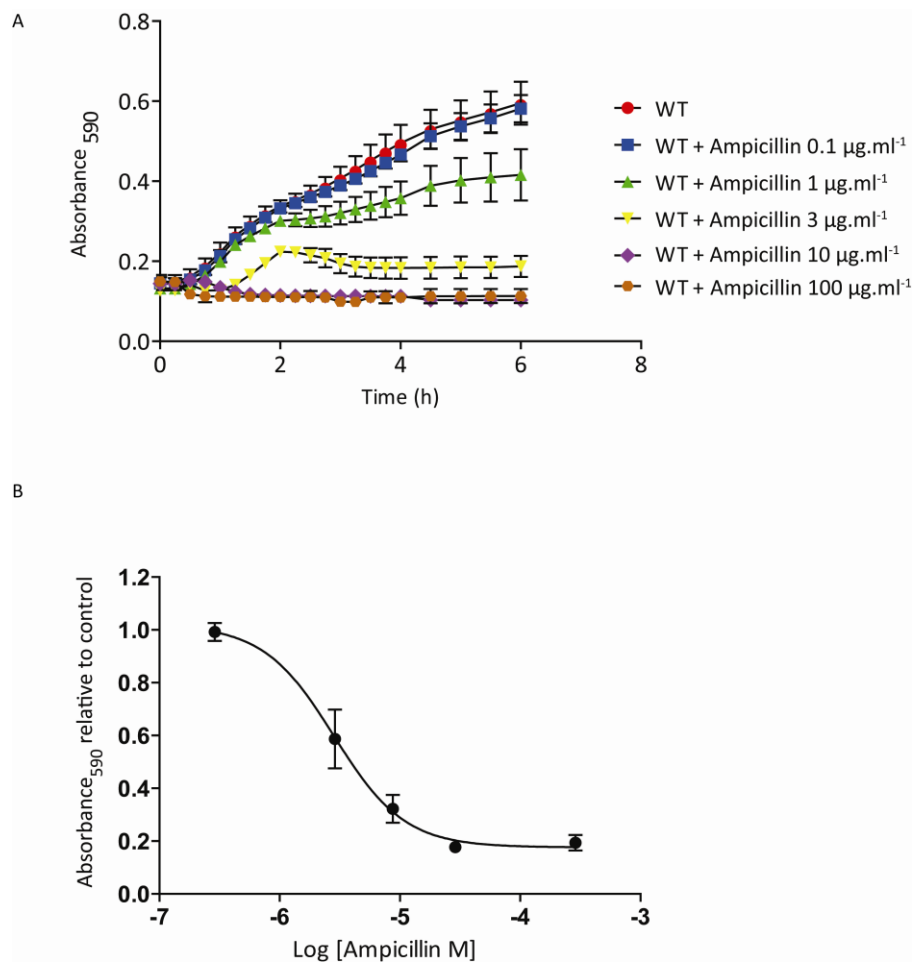 A
0.8
0.6
0.4
0.2
0.0
Absorbance 590
0 2 4 6 8
Time (h)
WT
WT + Ampicillin 0.1 µg.ml⁻¹
WT + Ampicillin 1 µg.ml⁻¹
WT + Ampicillin 3 µg.ml⁻¹
WT + Ampicillin 10 µg.ml⁻¹
WT + Ampicillin 100 µg.ml⁻¹
B
1.2
1.0
0.8
0.6
0.4
0.2
0.0
Absorbance590 relative to control
-7 -6 -5 -4 -3
Log [Ampicillin M]